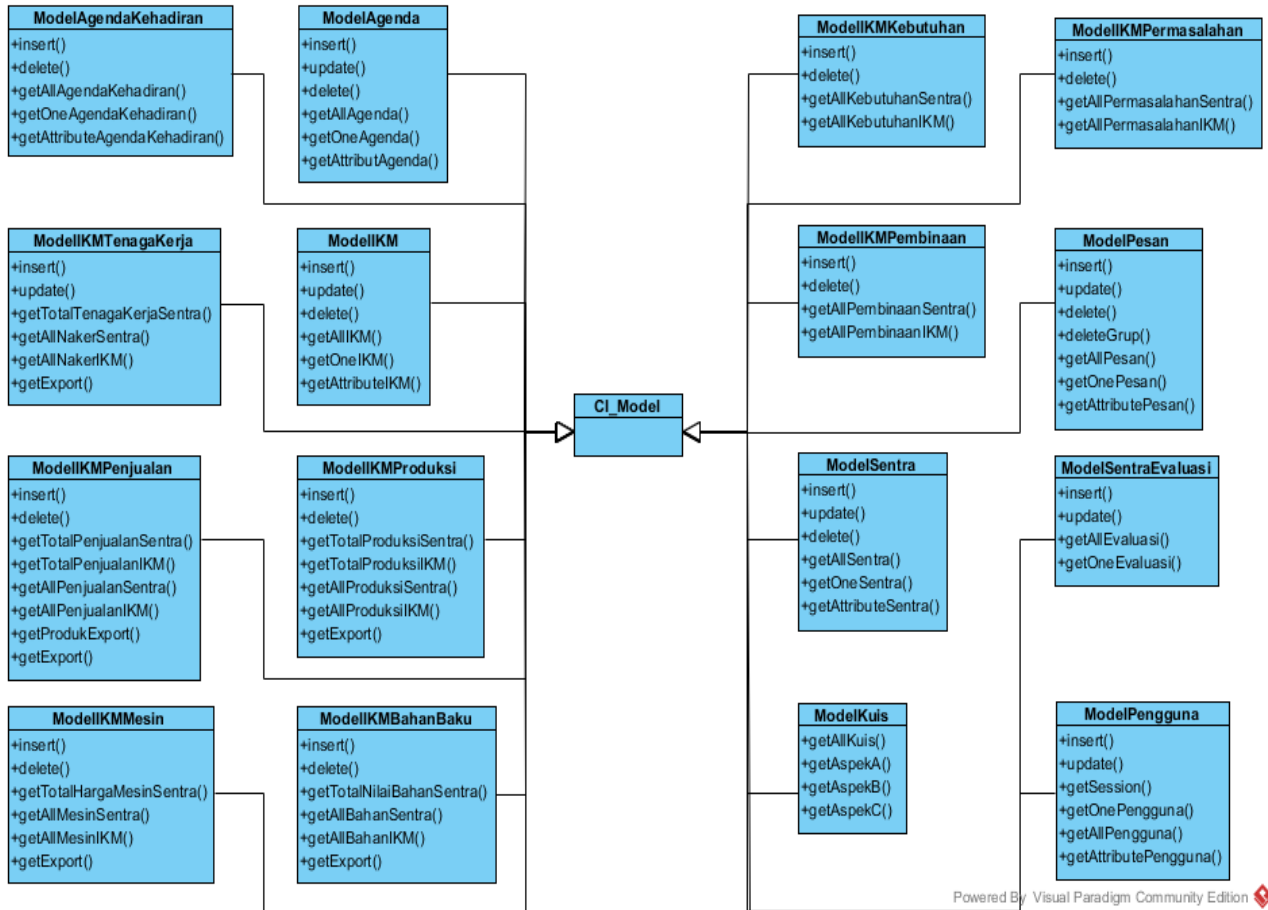 ModelAgendaKehadiran
+insert()
+delete()
+getAllAgendaKehadiran()
+getOneAgendaKehadiran()
+getAttributeAgendaKehadiran()
ModelAgenda
+insert()
+update()
+delete()
+getAllAgenda()
+getOneAgenda()
+getAttributAgenda()
ModelIKMKebutuhan
+insert()
+delete()
+getAllKebutuhanSentra()
+getAllKebutuhanIKM()
ModelIKMPermasalahan
+insert()
+delete()
+getAllPermasalahanSentra()
+getAllPermasalahanIKM()
ModelIKMTenagaKerja
+insert()
+update()
+getTotalTenagaKerjaSentra()
+getAllNakerSentra()
+getAllNakerIKM()
+getExport()
ModelIKM
+insert()
+update()
+delete()
+getAllIKM()
+getOneIKM()
+getAttributeIKM()
ModelIKMPembinaan
+insert()
+delete()
+getAllPembinaanSentra()
+getAllPembinaanIKM()
ModelPesan
+insert()
+update()
+delete()
+deleteGrup()
+getAllPesan()
+getOnePesan()
+getAttributePesan()
CI_Model
ModelIKMPenjualan
+insert()
+delete()
+getTotalPenjualanSentra()
+getTotalPenjualanIKM()
+getAllPenjualanSentra()
+getAllPenjualanIKM()
+getProdukExport()
+getExport()
ModelIKMProduksi
+insert()
+delete()
+getTotalProduksiSentra()
+getTotalProduksiIKM()
+getAllProduksiSentra()
+getAllProduksiIKM()
+getExport()
ModelSentra
+insert()
+update()
+delete()
+getAllSentra()
+getOneSentra()
+getAttributeSentra()
ModelSentraEvaluasi
+insert()
+update()
+getAllEvaluasi()
+getOneEvaluasi()
ModelIKMMesin
+insert()
+delete()
+getTotalHargaMesinSentra()
+getAllMesinSentra()
+getAllMesinIKM()
+getExport()
ModelIKMBahanBaku
+insert()
+delete()
+getTotalNilaiBahanSentra()
+getAllBahanSentra()
+getAllBahanIKM()
+getExport()
ModelKuis
+getAllKuis()
+getAspekA()
+getAspekB()
+getAspekC()
ModelPengguna
+insert()
+update()
+getSession()
+getOnePengguna()
+getAllPengguna()
+getAttributePengguna()
Powered By Visual Paradigm Community Edition